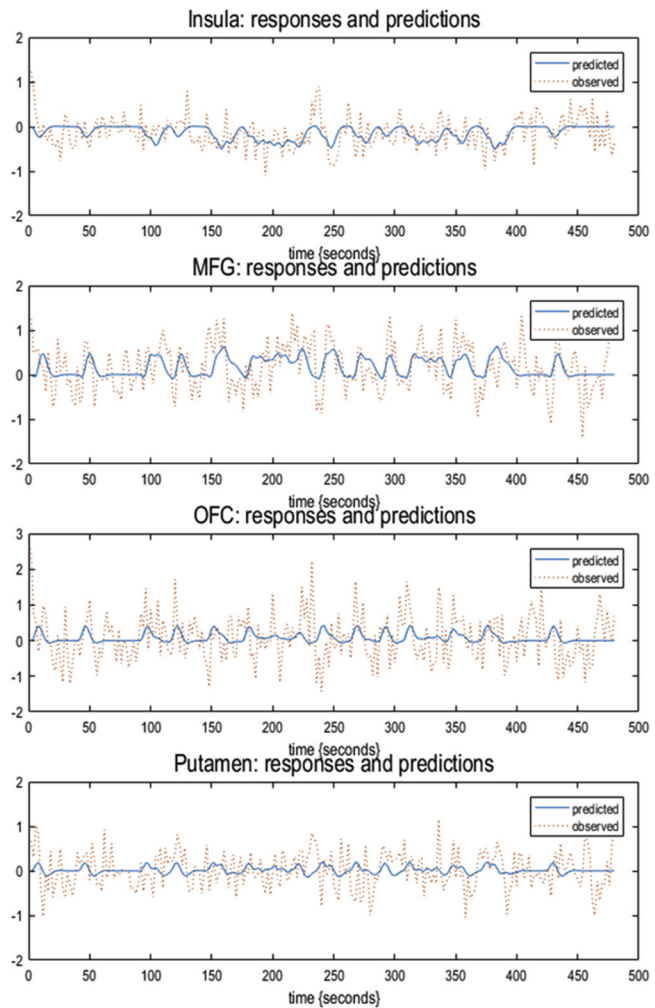 Insula: responses and predictions
2
1
0
-1
-2
predicted
observed
0 50 100 150 200 250 300 350 400 450 500
time {seconds}
MFG: responses and predictions
2
1
0
-1
-2
predicted
observed
0 50 100 150 200 250 300 350 400 450 500
time {seconds}
OFC: responses and predictions
3
2
1
0
-1
-2
predicted
observed
0 50 100 150 200 250 300 350 400 450 500
time {seconds}
Putamen: responses and predictions
2
1
0
-1
-2
predicted
observed
0 50 100 150 200 250 300 350 400 450 500
time {seconds}